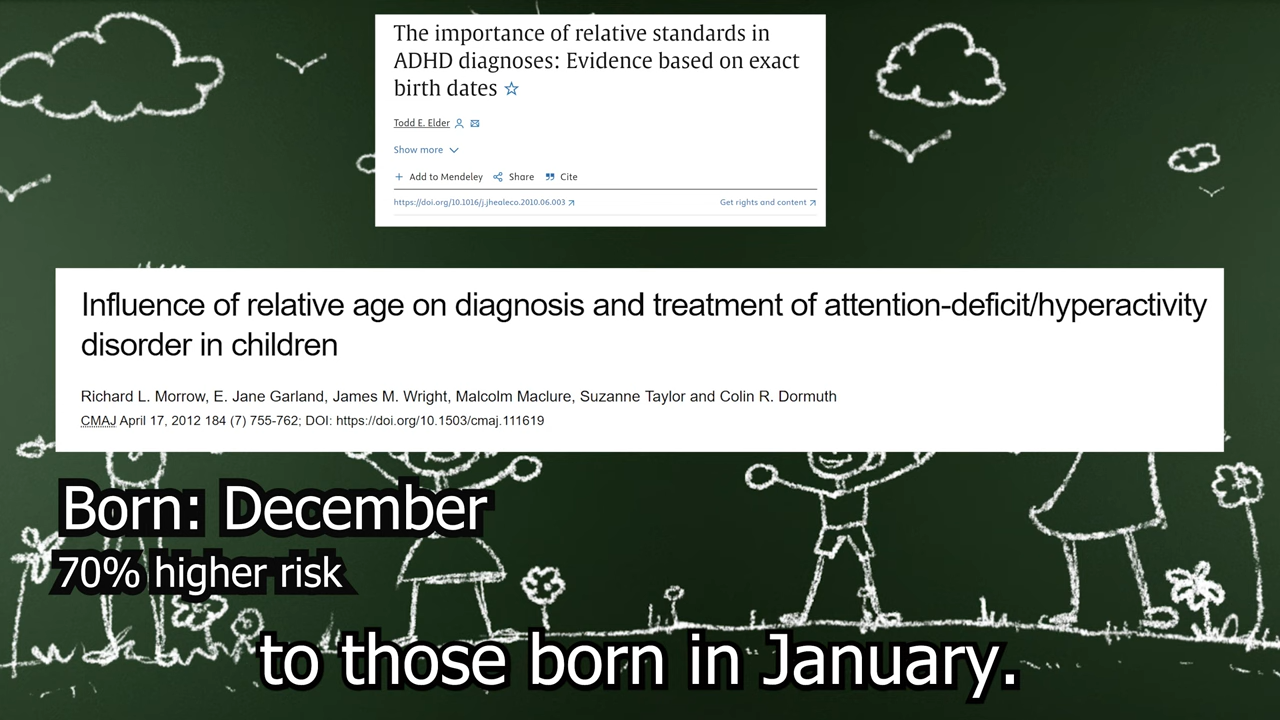 The importance of relative standards in
ADHD diagnoses: Evidence based on exact
birth dates ☆
Todd E. Elder
Show more
+ Add to Mendeley Share Cite
https://doi.org/10.1016/j.jhealeco.2010.06.003 Get rights and content
Influence of relative age on diagnosis and treatment of attention-deficit/hyperactivity
disorder in children
Richard L. Morrow, E. Jane Garland, James M. Wright, Malcolm Maclure, Suzanne Taylor and Colin R. Dormuth
CMAJ April 17, 2012 184 (7) 755-762; DOI: https://doi.org/10.1503/cmaj.111619
Born: December
70% higher risk
to those born in January.